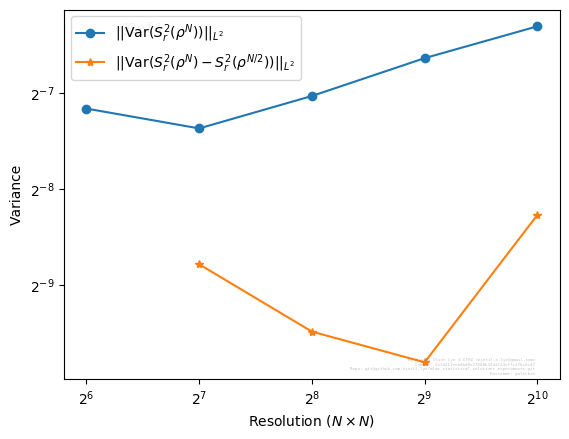 ||Var(S_r^2(ρ^N))||_{L^2}
||Var(S_r^2(ρ^N) − S_r^2(ρ^{N/2}))||_{L^2}
Variance
2^{−7}
2^{−8}
2^{−9}
2^6
2^7
2^8
2^9
2^{10}
Resolution (N × N)